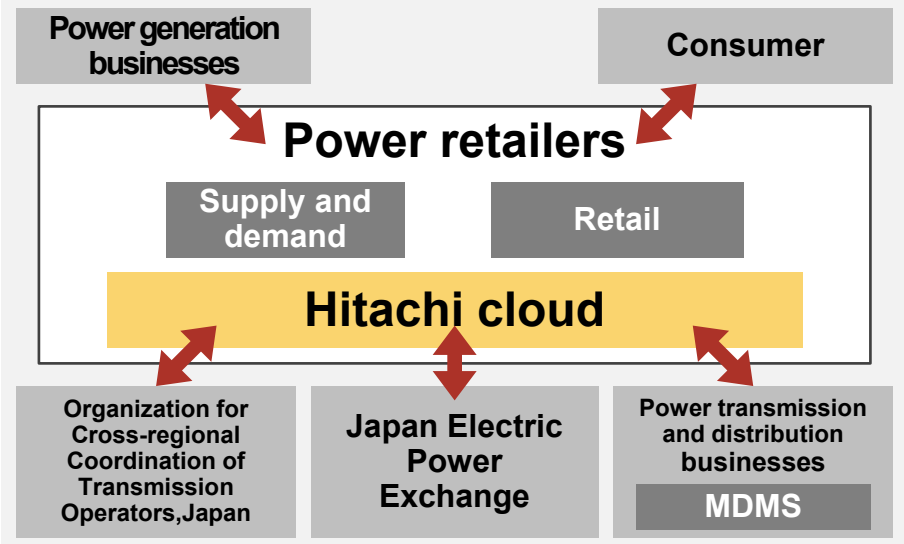 Power generation
businesses
Consumer
Power retailers
Supply and
demand
Retail
Hitachi cloud
Organization for
Cross-regional
Coordination of
Transmission
Operators,Japan
Japan Electric
Power
Exchange
Power transmission
and distribution
businesses
MDMS